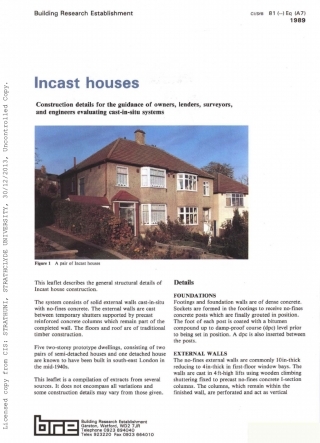 Building Research Establishment
CI/SfB 81 (–) Eq (A7)
1989
Incast houses
Construction details for the guidance of owners, lenders, surveyors,
and engineers evaluating cast-in-situ systems
Figure 1 A pair of Incast houses
This leaflet describes the general structural details of
Incast house construction.
The system consists of solid external walls cast-in-situ
with no-fines concrete. The external walls are cast
between temporary shutters supported by precast
reinforced concrete columns which remain part of the
completed wall. The floors and roof are of traditional
timber construction.
Five two-storey prototype dwellings, consisting of two
pairs of semi-detached houses and one detached house
are known to have been built in south-east London in
the mid-1940s.
This leaflet is a compilation of extracts from several
sources. It does not encompass all variations and
some construction details may vary from those given.
Details
FOUNDATIONS
Footings and foundation walls are of dense concrete.
Sockets are formed in the footings to receive no-fines
concrete posts which are finally grouted in position.
The foot of each post is coated with a bitumen
compound up to damp-proof course (dpc) level prior
to being set in position. A dpc is also inserted between
the posts.
EXTERNAL WALLS
The no-fines external walls are commonly 10in-thick
reducing to 4in-thick in first-floor window bays. The
walls are cast in 4ft-high lifts using wooden climbing
shuttering fixed to precast no-fines concrete I-section
columns. The columns, which remain within the
finished wall, are perforated and act as vertical
bre
Building Research Establishment
Garston, Watford, WD2 7JR
Telephone 0923 894040
Telex 923220 Fax 0923 664010
Licensed copy from CIS: STRATHUNI, STRATHCLYDE UNIVERSITY, 30/12/2013, Uncontrolled Copy.